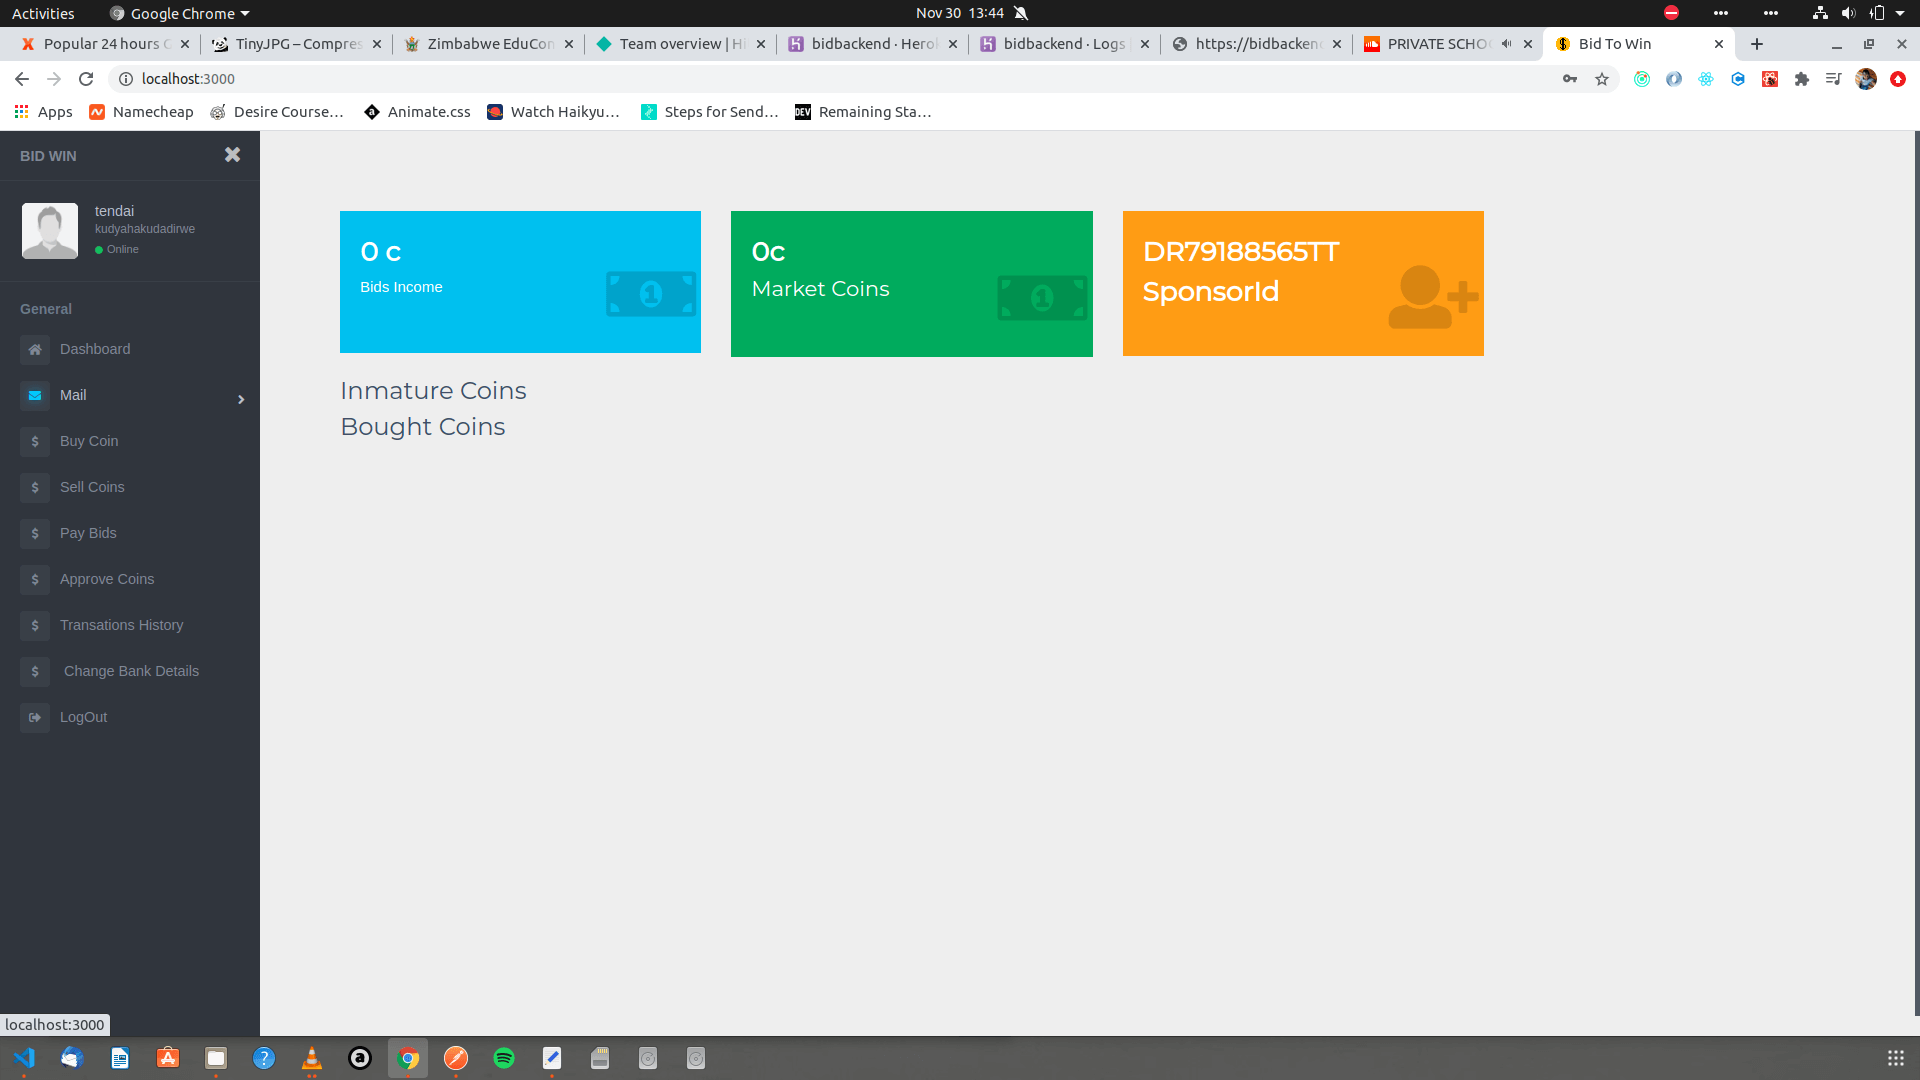 Activities
Google Chrome
Nov 30 13:44
Popular 24 hours
TinyJPG – Compres
Zimbabwe EduCon
Team overview | Hi
bidbackend · Herok
bidbackend · Logs |
https://bidbackend
PRIVATE SCHO
Bid To Win
localhost:3000
Apps
Namecheap
Desire Course…
Animate.css
Watch Haikyu…
Steps for Send…
DEV
Remaining Sta…
BID WIN
tendai
kudyahakudadirwe
Online
General
Dashboard
Mail
Buy Coin
Sell Coins
Pay Bids
Approve Coins
Transations History
Change Bank Details
LogOut
0 c
Bids Income
0c
Market Coins
DR79188565TT
SponsorId
Inmature Coins
Bought Coins
localhost:3000